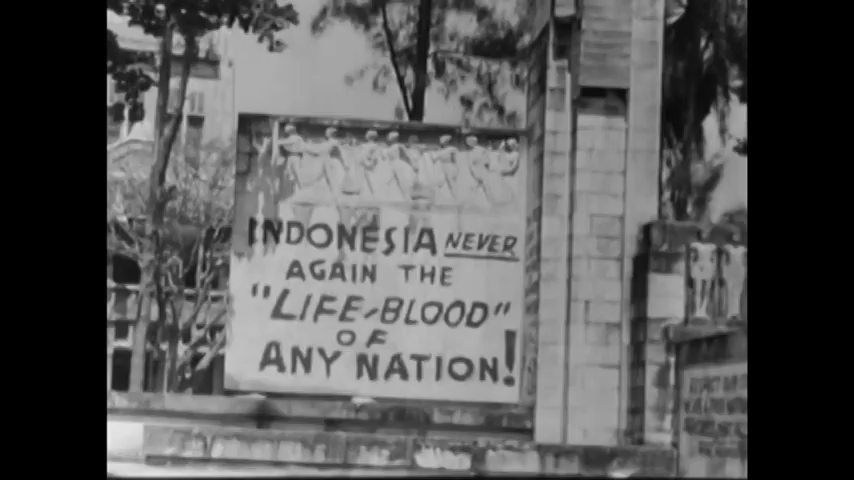 INDONESIA NEVER
AGAIN THE
"LIFE-BLOOD"
OF
ANY NATION!